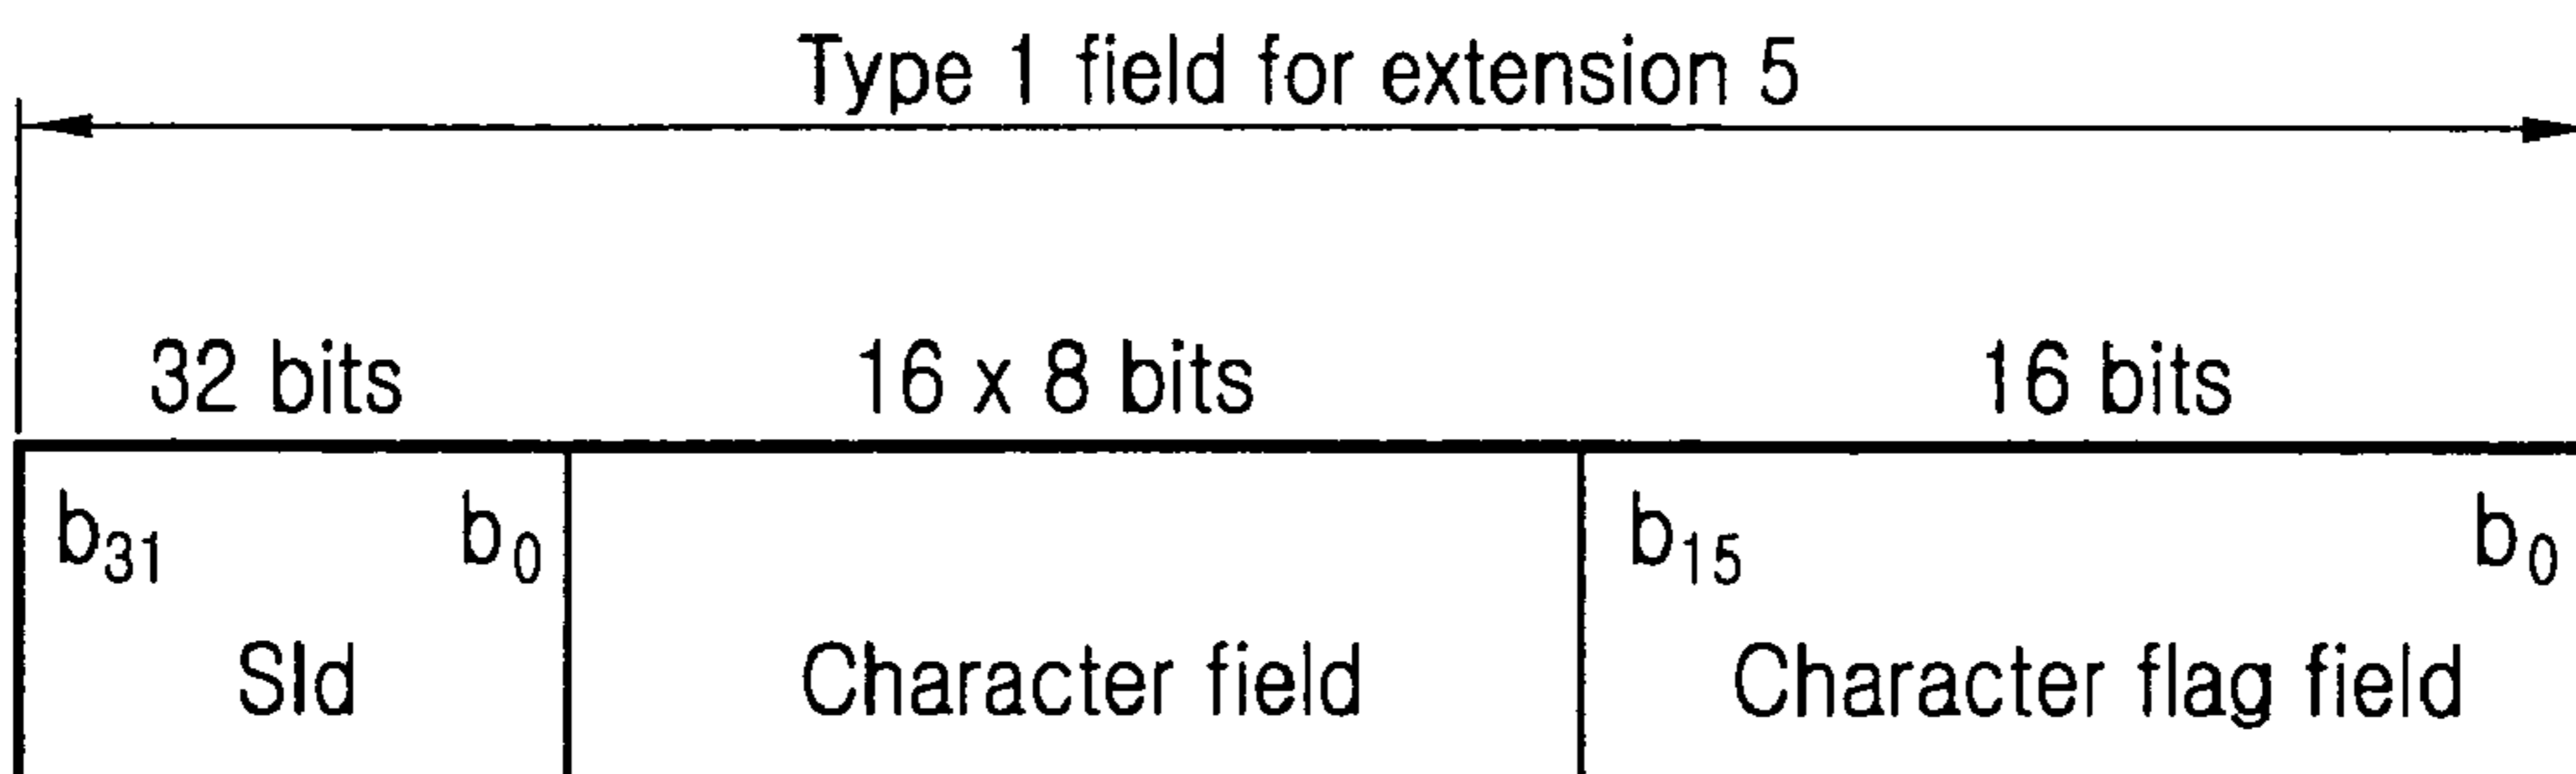 Type 1 field for extension 5
32 bits 16 x 8 bits 16 bits
b31 b0 b15 b0
SId Character field Character flag field